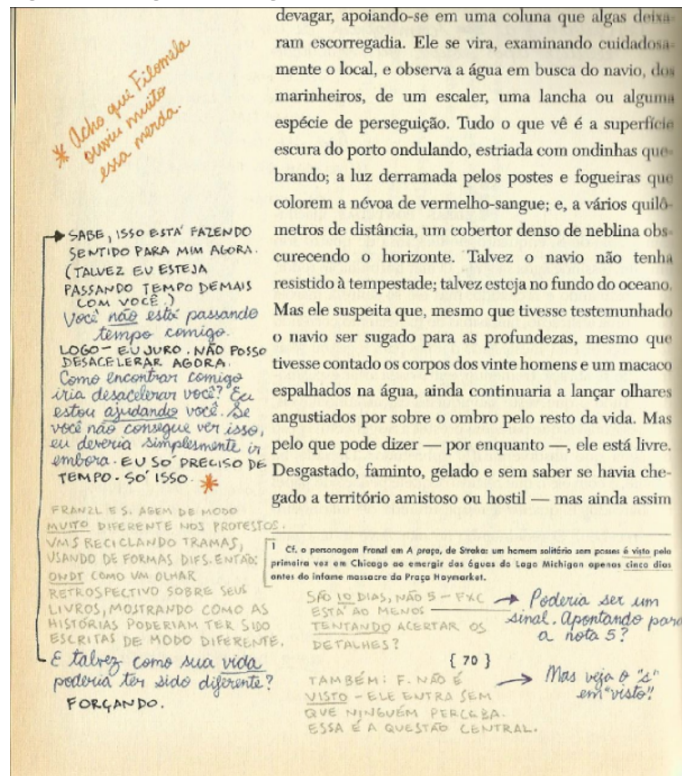 devagar, apoiando-se em uma coluna que algas deixa-
ram escorregadia. Ele se vira, examinando cuidadosa-
mente o local, e observa a água em busca do navio, dos
marinheiros, de um escaler, uma lancha ou alguma
espécie de perseguição. Tudo o que vê é a superfície
escura do porto ondulando, estriada com ondinhas que-
brando; a luz derramada pelos postes e fogueiras que
colorem a névoa de vermelho-sangue; e, a vários quilô-
metros de distância, um cobertor denso de neblina obs-
curecendo o horizonte. Talvez o navio não tenha
resistido à tempestade; talvez esteja no fundo do oceano.
Mas ele suspeita que, mesmo que tivesse testemunhado
o navio ser sugado para as profundezas, mesmo que
tivesse contado os corpos dos vinte homens e um macaco
espalhados na água, ainda continuaria a lançar olhares
angustiados por sobre o ombro pelo resto da vida. Mas
pelo que pode dizer — por enquanto —, ele está livre.
Desgastado, faminto, gelado e sem saber se havia che-
gado a território amistoso ou hostil — mas ainda assim
* Acho que Filomela
ouviu muito
essa merda.
SABE, ISSO ESTÁ FAZENDO
SENTIDO PARA MIM AGORA.
(TALVEZ EU ESTEJA
PASSANDO TEMPO DEMAIS
COM VOCÊ.)
Você não está passando
tempo comigo.
LOGO – EU JURO. NÃO POSSO
DESACELERAR AGORA.
Como encontrar comigo
iria desacelerar você? Eu
estou ajudando você. Se
você não consegue ver isso,
eu deveria simplesmente ir
embora. EU SÓ PRECISO DE
TEMPO. SÓ ISSO. *
FRANZL E S. AGEM DE MODO
MUITO DIFERENTE NOS PROTESTOS.
VMS RECICLANDO TRAMAS,
USANDO DE FORMAS DIFS. ENTÃO:
ONDT COMO UM OLHAR
RETROSPECTIVO SOBRE SEUS
LIVROS, MOSTRANDO COMO AS
HISTÓRIAS PODERIAM TER SIDO
ESCRITAS DE MODO DIFERENTE.
E talvez como sua vida
poderia ter sido diferente?
FORÇANDO.
1 Cf. o personagem Franzl em A praça, de Straka: um homem solitário sem posses é visto pela
primeira vez em Chicago ao emergir das águas do Lago Michigan apenas cinco dias
antes do infame massacre da Praça Haymarket.
SÃO 10 DIAS, NÃO 5 – FXC
ESTÁ AO MENOS
TENTANDO ACERTAR OS
DETALHES?
Poderia ser um
sinal. Apontando para
a nota 5?
{ 70 }
TAMBÉM: F. NÃO É
VISTO – ELE ENTRA SEM
QUE NINGUÉM PERCEBA.
ESSA É A QUESTÃO CENTRAL.
Mas veja o "s"
em "visto".